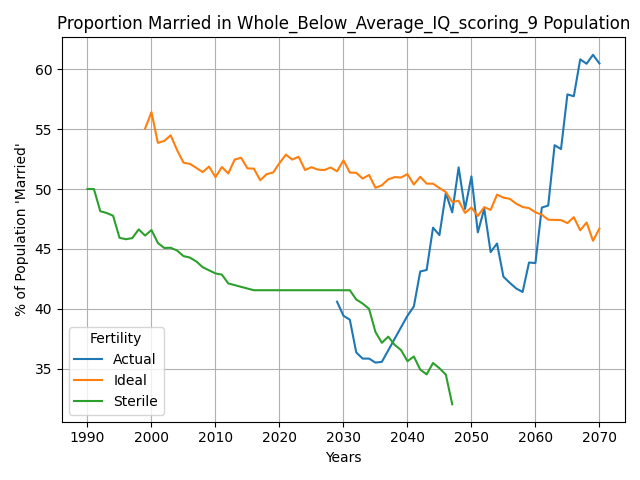 Proportion Married in Whole_Below_Average_IQ_scoring_9 Population
% of Population 'Married'
60
55
50
45
40
35
Fertility
Actual
Ideal
Sterile
1990 2000 2010 2020 2030 2040 2050 2060 2070
Years